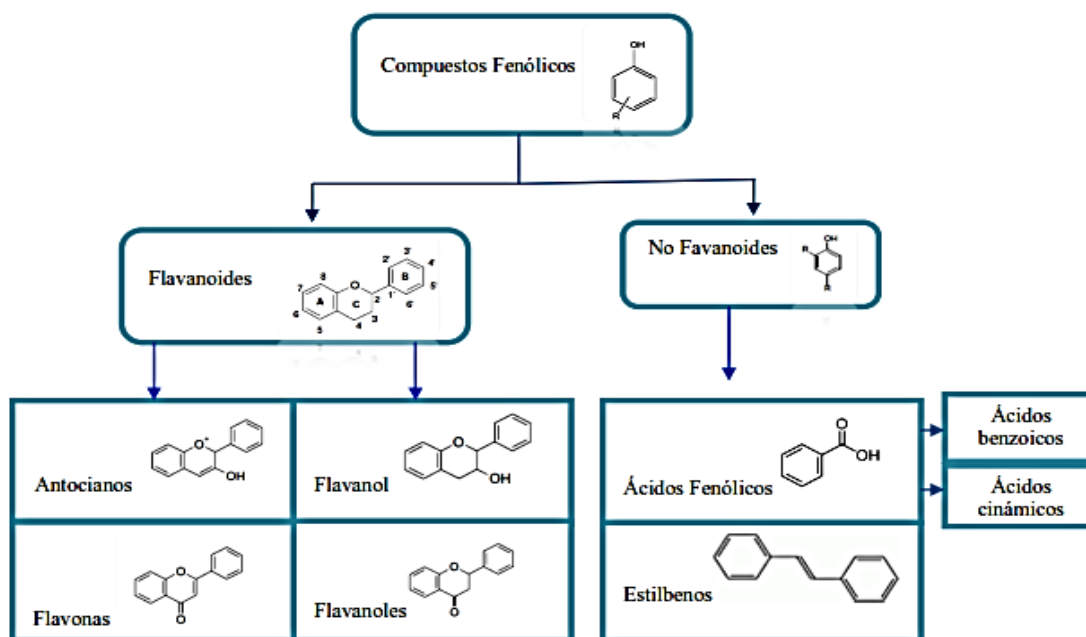 Compuestos Fenólicos
OH
R
Flavanoides
8
7
6
5
A
O
C
2
3
4
1'
2'
3'
B
4'
5'
6'
No Favanoides
OH
R
R
Antocianos
O+
OH
Flavanol
O
OH
Flavonas
O
O
Flavanoles
O
O
Ácidos Fenólicos
O
OH
Estilbenos
Ácidos
benzoicos
Ácidos
cinámicos